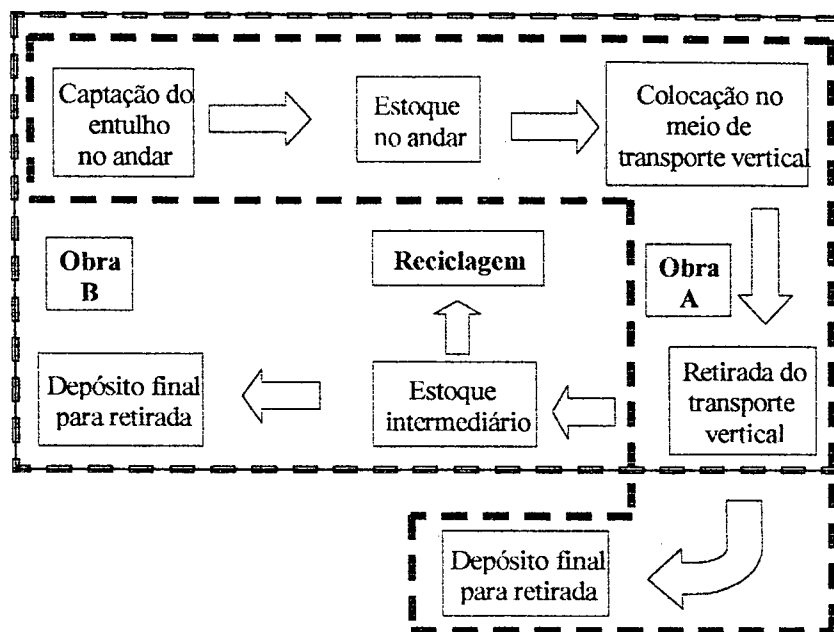 Captação do
entulho
no andar
Estoque
no andar
Colocação no
meio de
transporte vertical
Obra
B
Reciclagem
Obra
A
Depósito final
para retirada
Estoque
intermediário
Retirada do
transporte
vertical
Depósito final
para retirada